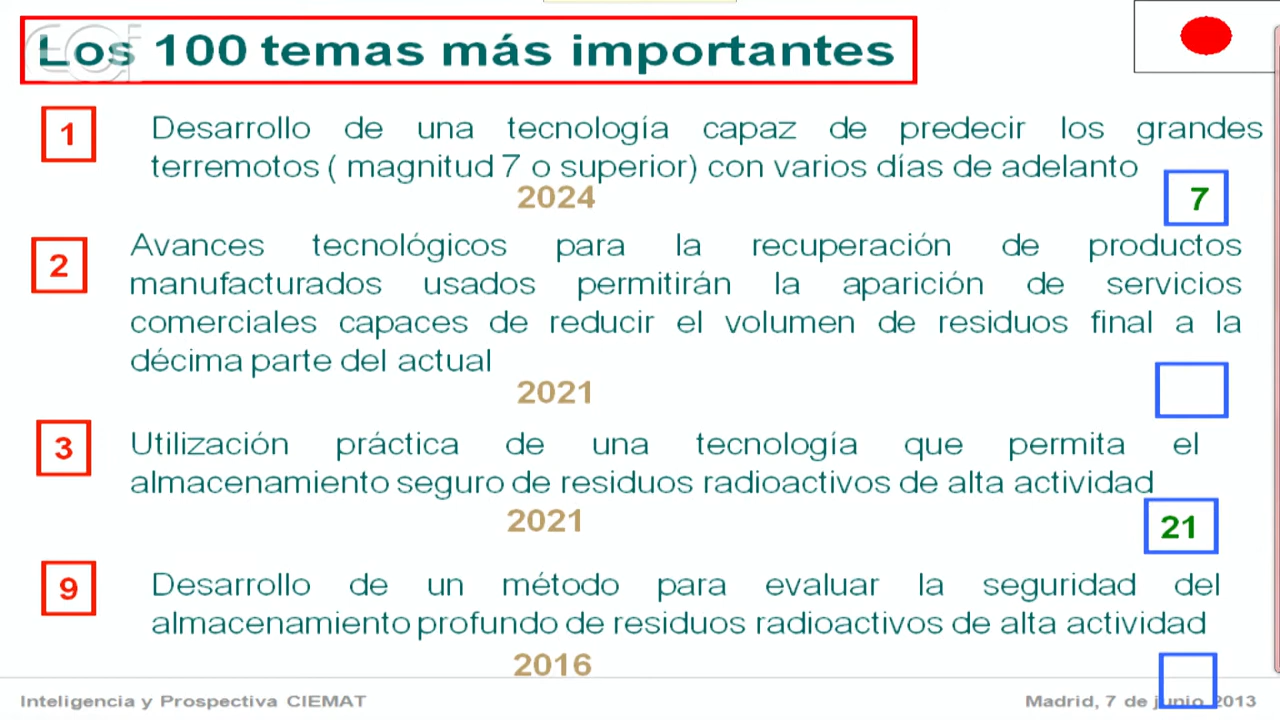 Los 100 temas más importantes
1
Desarrollo de una tecnología capaz de predecir los grandes
terremotos ( magnitud 7 o superior) con varios días de adelanto
2024
7
2
Avances tecnológicos para la recuperación de productos
manufacturados usados permitirán la aparición de servicios
comerciales capaces de reducir el volumen de residuos final a la
décima parte del actual
2021
3
Utilización práctica de una tecnología que permita el
almacenamiento seguro de residuos radioactivos de alta actividad
2021
21
9
Desarrollo de un método para evaluar la seguridad del
almacenamiento profundo de residuos radioactivos de alta actividad
2016
Inteligencia y Prospectiva CIEMAT
Madrid, 7 de junio 2013